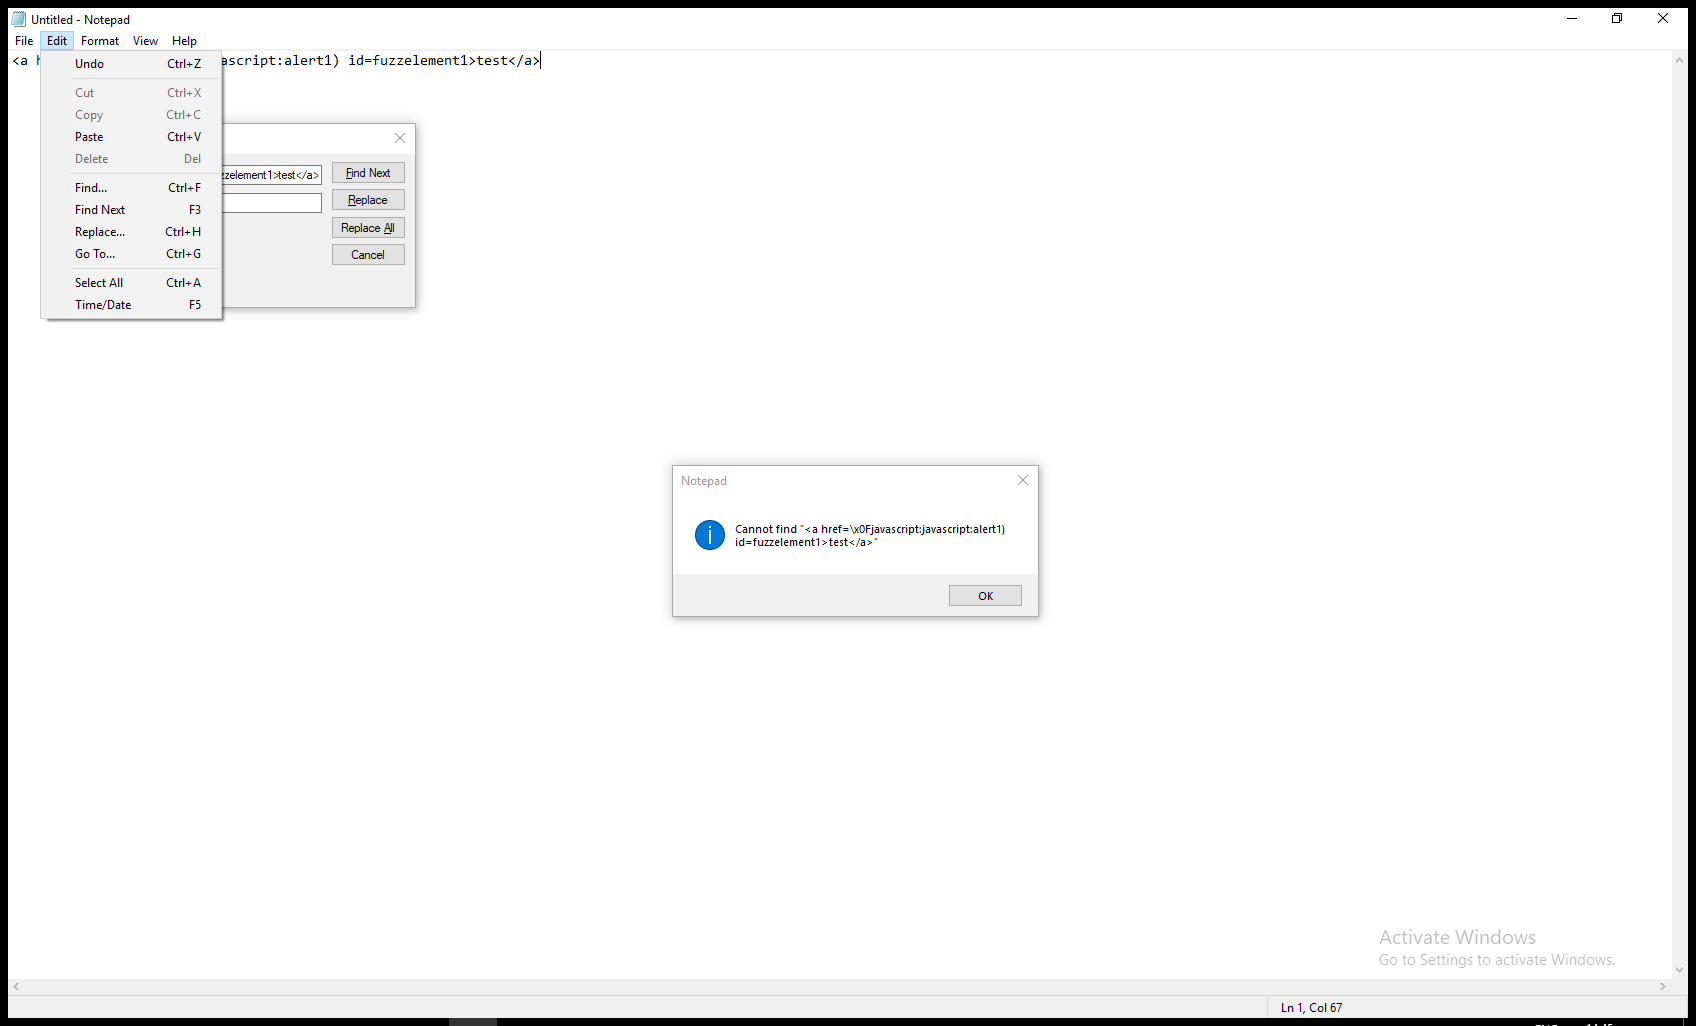 Untitled - Notepad
File Edit Format View Help
<a ascript:alert1) id=fuzzelement1>test</a>
Undo Ctrl+Z
Cut Ctrl+X
Copy Ctrl+C
Paste Ctrl+V
Delete Del
Find... Ctrl+F
Find Next F3
Replace... Ctrl+H
Go To... Ctrl+G
Select All Ctrl+A
Time/Date F5
zzelement1>test</a>
Find Next
Replace
Replace All
Cancel
Notepad
Cannot find "<a href=\x0Fjavascript:javascript:alert1)
id=fuzzelement1>test</a>"
OK
Activate Windows
Go to Settings to activate Windows.
Ln 1, Col 67